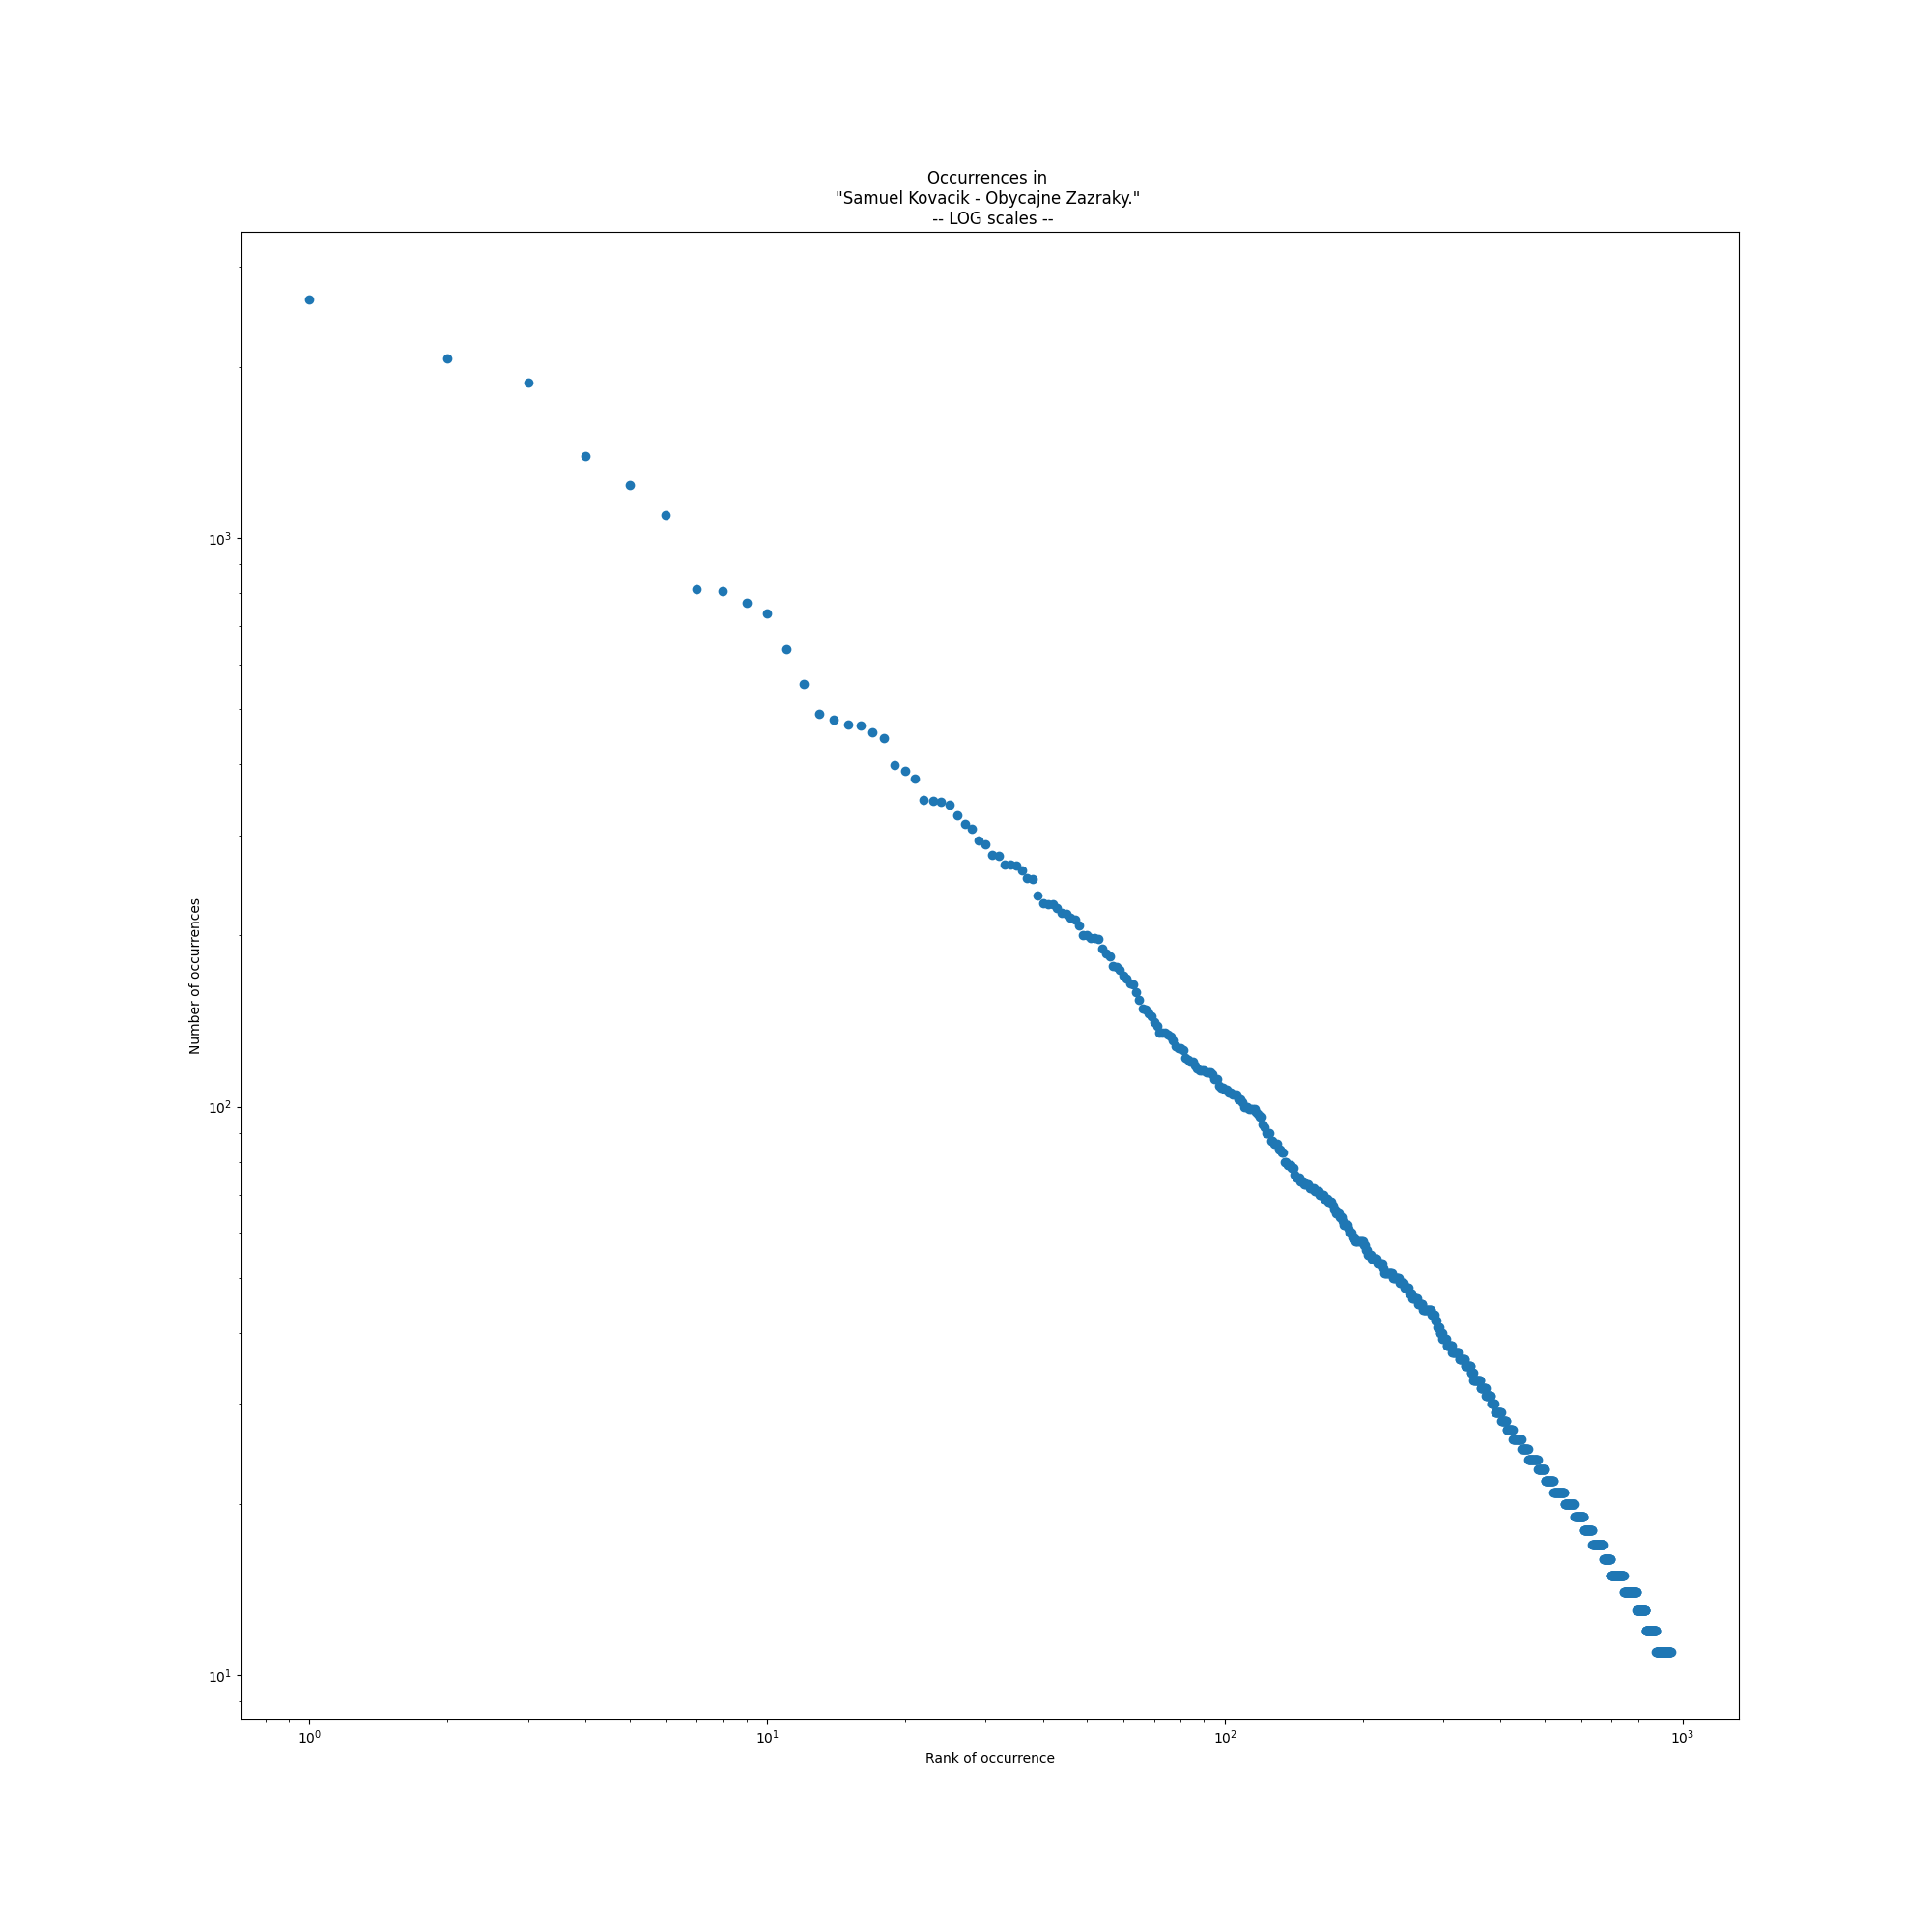 Occurrences in
"Samuel Kovacik - Obycajne Zazraky."
-- LOG scales --
10³
Number of occurrences
10²
10¹
10⁰ 10¹ 10² 10³
Rank of occurrence